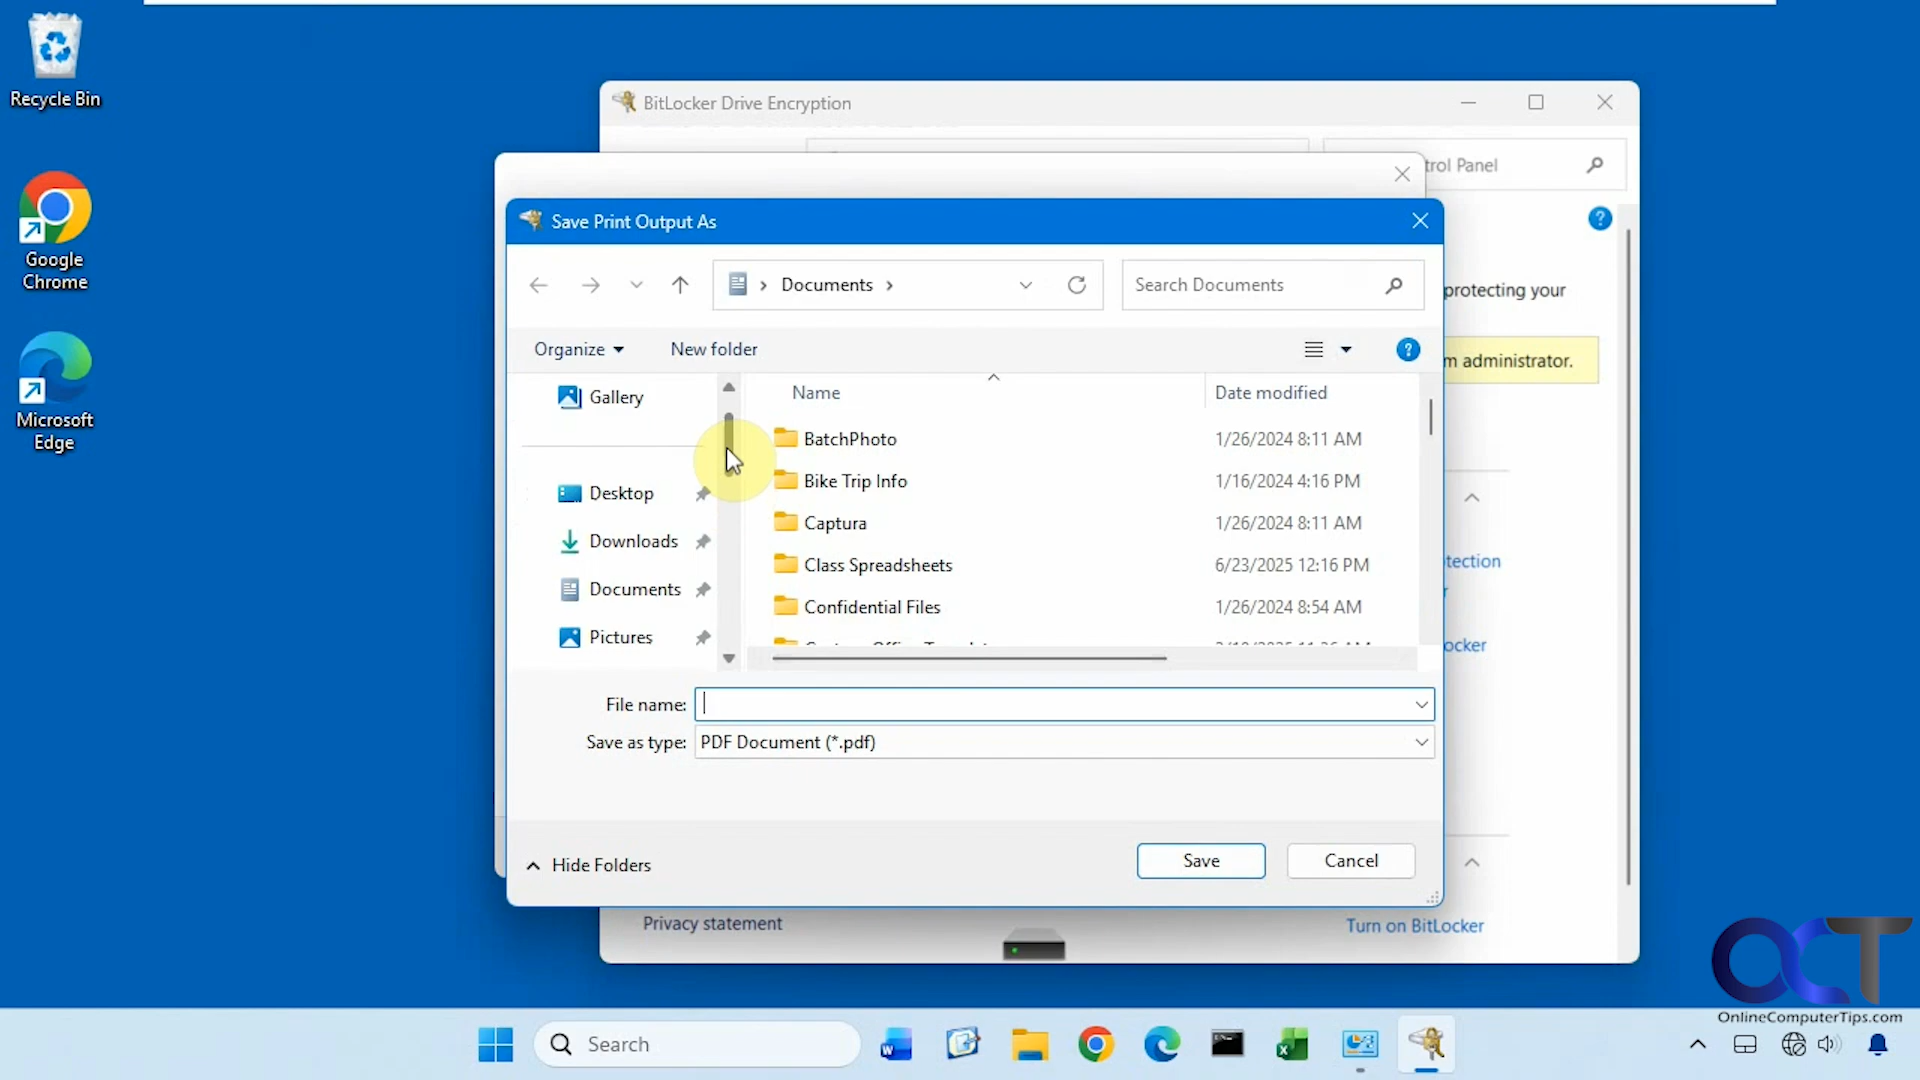 Recycle Bin
Google
Chrome
Microsoft
Edge
BitLocker Drive Encryption
trol Panel
protecting your
m administrator.
tection
r
ocker
Save Print Output As
Documents
Search Documents
Organize
New folder
Gallery
Desktop
Downloads
Documents
Pictures
Name
Date modified
BatchPhoto
1/26/2024 8:11 AM
Bike Trip Info
1/16/2024 4:16 PM
Captura
1/26/2024 8:11 AM
Class Spreadsheets
6/23/2025 12:16 PM
Confidential Files
1/26/2024 8:54 AM
File name:
Save as type:
PDF Document (*.pdf)
Hide Folders
Save
Cancel
Privacy statement
Turn on BitLocker
OCT
OnlineComputerTips.com
Search